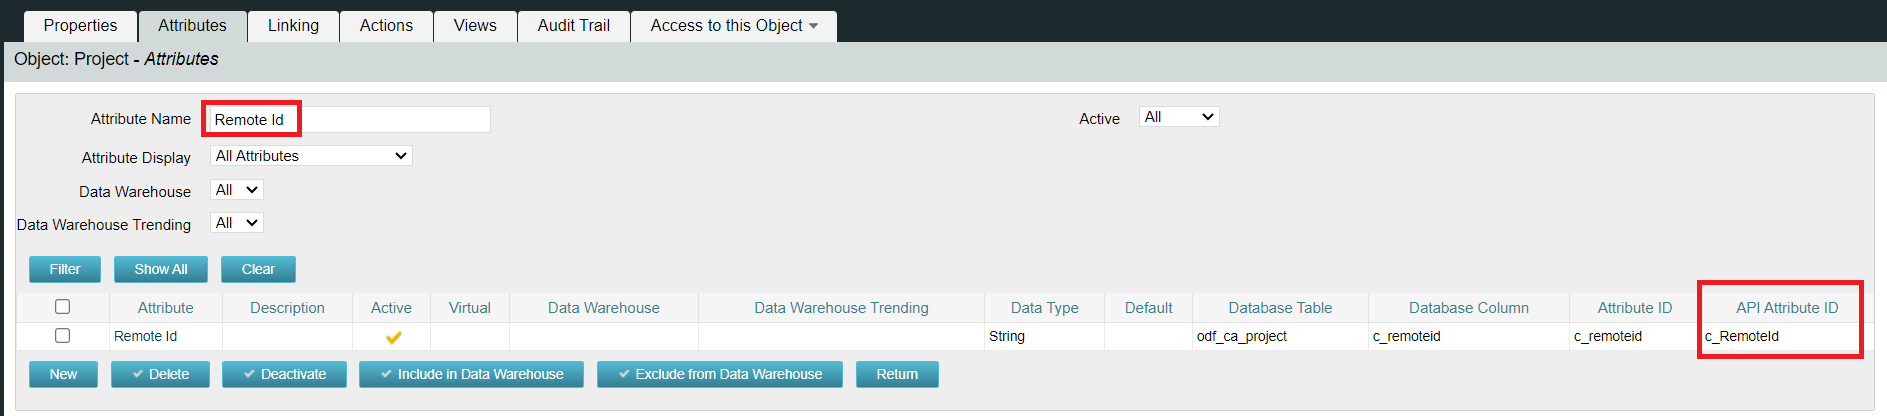 Properties Attributes Linking Actions Views Audit Trail Access to this Object
Object: Project - Attributes
Attribute Name Remote Id Active All
Attribute Display All Attributes
Data Warehouse All
Data Warehouse Trending All
Filter Show All Clear
Attribute Description Active Virtual Data Warehouse Data Warehouse Trending Data Type Default Database Table Database Column Attribute ID API Attribute ID
Remote Id String odf_ca_project c_remoteid c_remoteid c_RemoteId
New Delete Deactivate Include in Data Warehouse Exclude from Data Warehouse Return